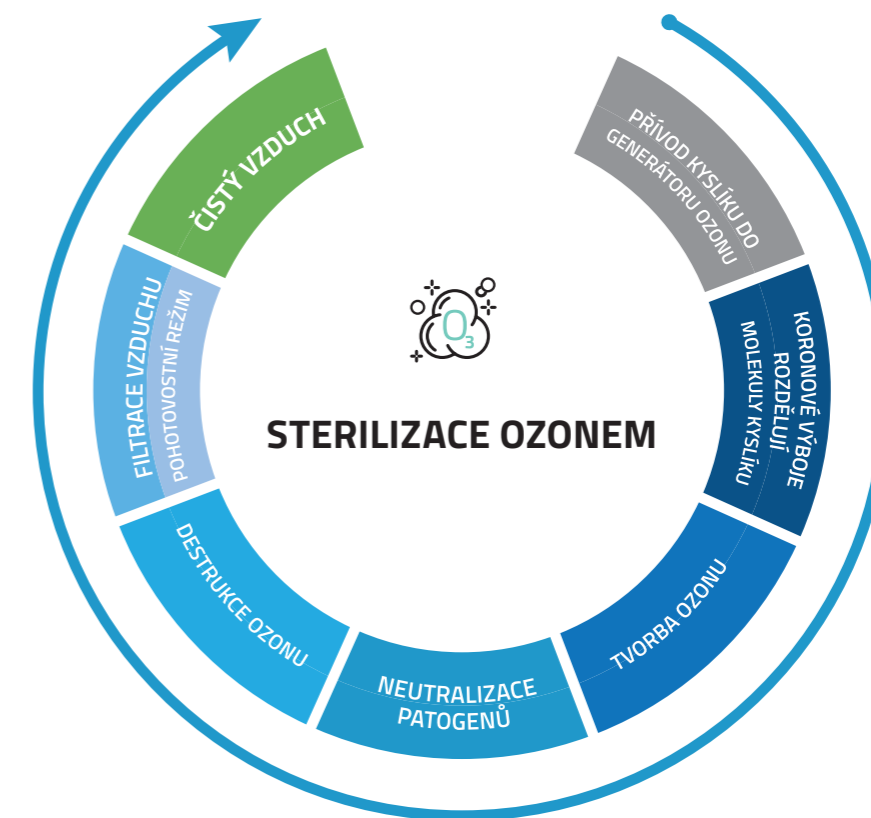 PŘÍVOD KYSLÍKU DO
GENERÁTORU OZONU
KORONOVÉ VÝBOJE
ROZDĚLUJÍ
MOLEKULY KYSLÍKU
TVORBA OZONU
NEUTRALIZACE
PATOGENŮ
DESTRUKCE OZONU
FILTRACE VZDUCHU
POHOTOVOSTNÍ REŽIM
ČISTÝ VZDUCH
O₃
STERILIZACE OZONEM